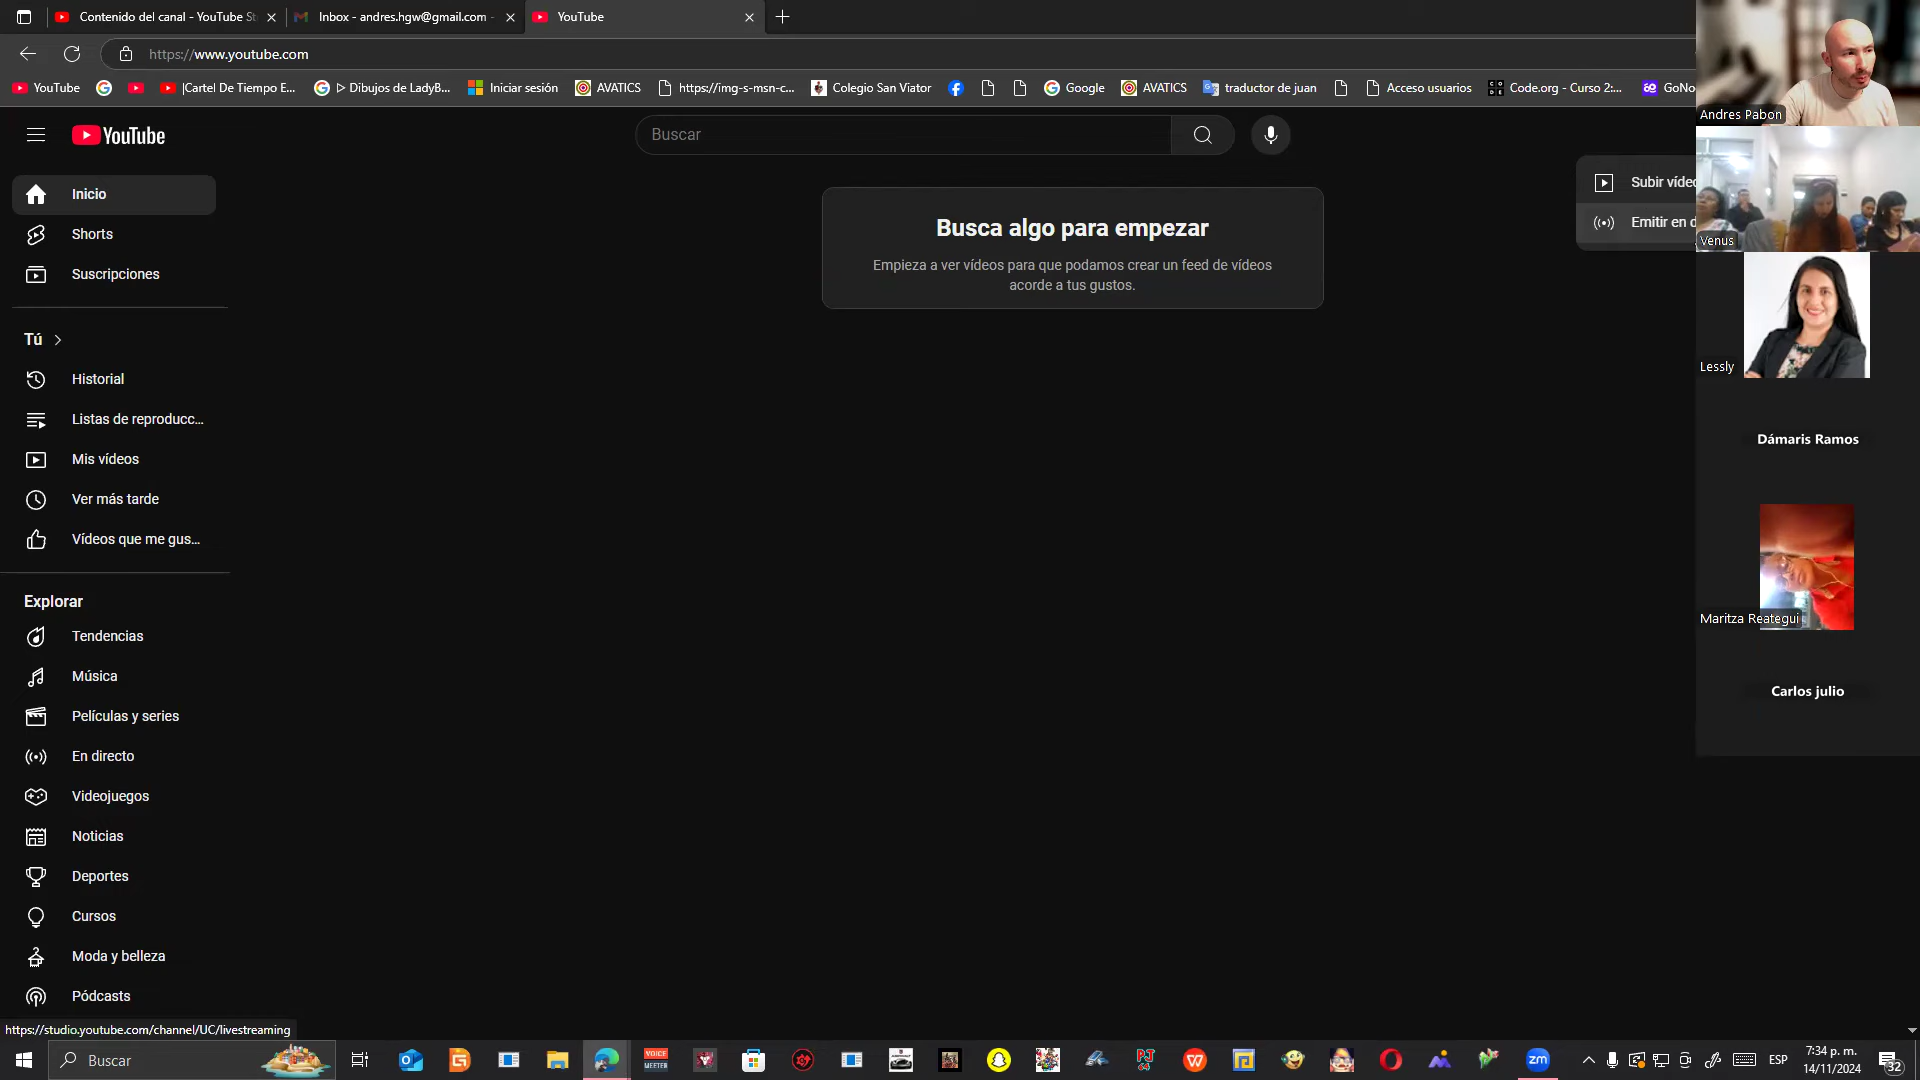 Contenido del canal - YouTube St
Inbox - andres.hgw@gmail.com -
YouTube
https://www.youtube.com
YouTube
|Cartel De Tiempo E...
ᐅ Dibujos de LadyB...
Iniciar sesión
AVATICS
https://img-s-msn-c...
Colegio San Viator
Google
AVATICS
traductor de juan
Acceso usuarios
Code.org - Curso 2:...
GoNo
YouTube
Buscar
Inicio
Shorts
Suscripciones
Tú
Historial
Listas de reproducc...
Mis vídeos
Ver más tarde
Vídeos que me gus...
Explorar
Tendencias
Música
Películas y series
En directo
Videojuegos
Noticias
Deportes
Cursos
Moda y belleza
Pódcasts
https://studio.youtube.com/channel/UC/livestreaming
Busca algo para empezar
Empieza a ver vídeos para que podamos crear un feed de vídeos
acorde a tus gustos.
Subir víde
Emitir en d
Andres Pabon
Venus
Lessly
Dámaris Ramos
Maritza Reategui
Carlos julio
Buscar
VOICE
MEETER
zm
ESP
7:34 p. m.
14/11/2024
32